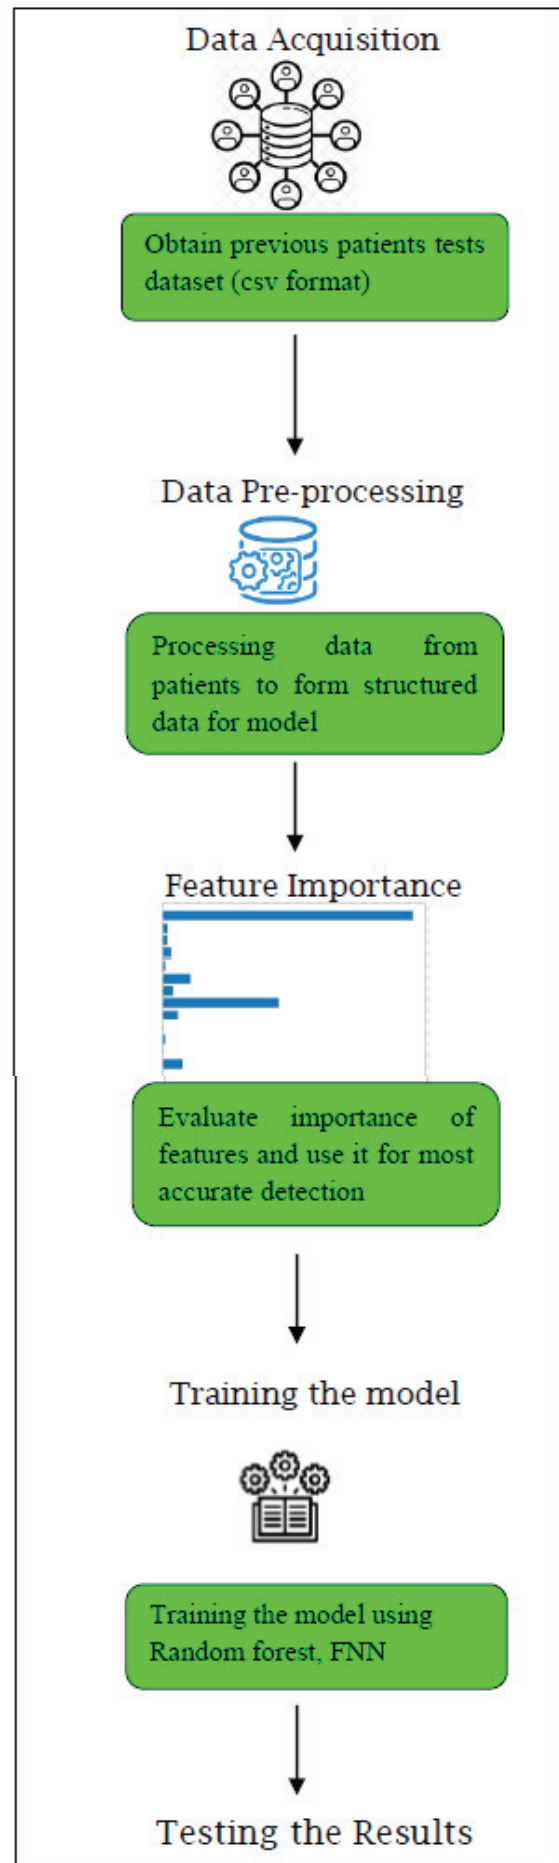 Data Acquisition
Obtain previous patients tests
dataset (csv format)
Data Pre-processing
Processing data from
patients to form structured
data for model
Feature Importance
Evaluate importance of
features and use it for most
accurate detection
Training the model
Training the model using
Random forest, FNN
Testing the Results